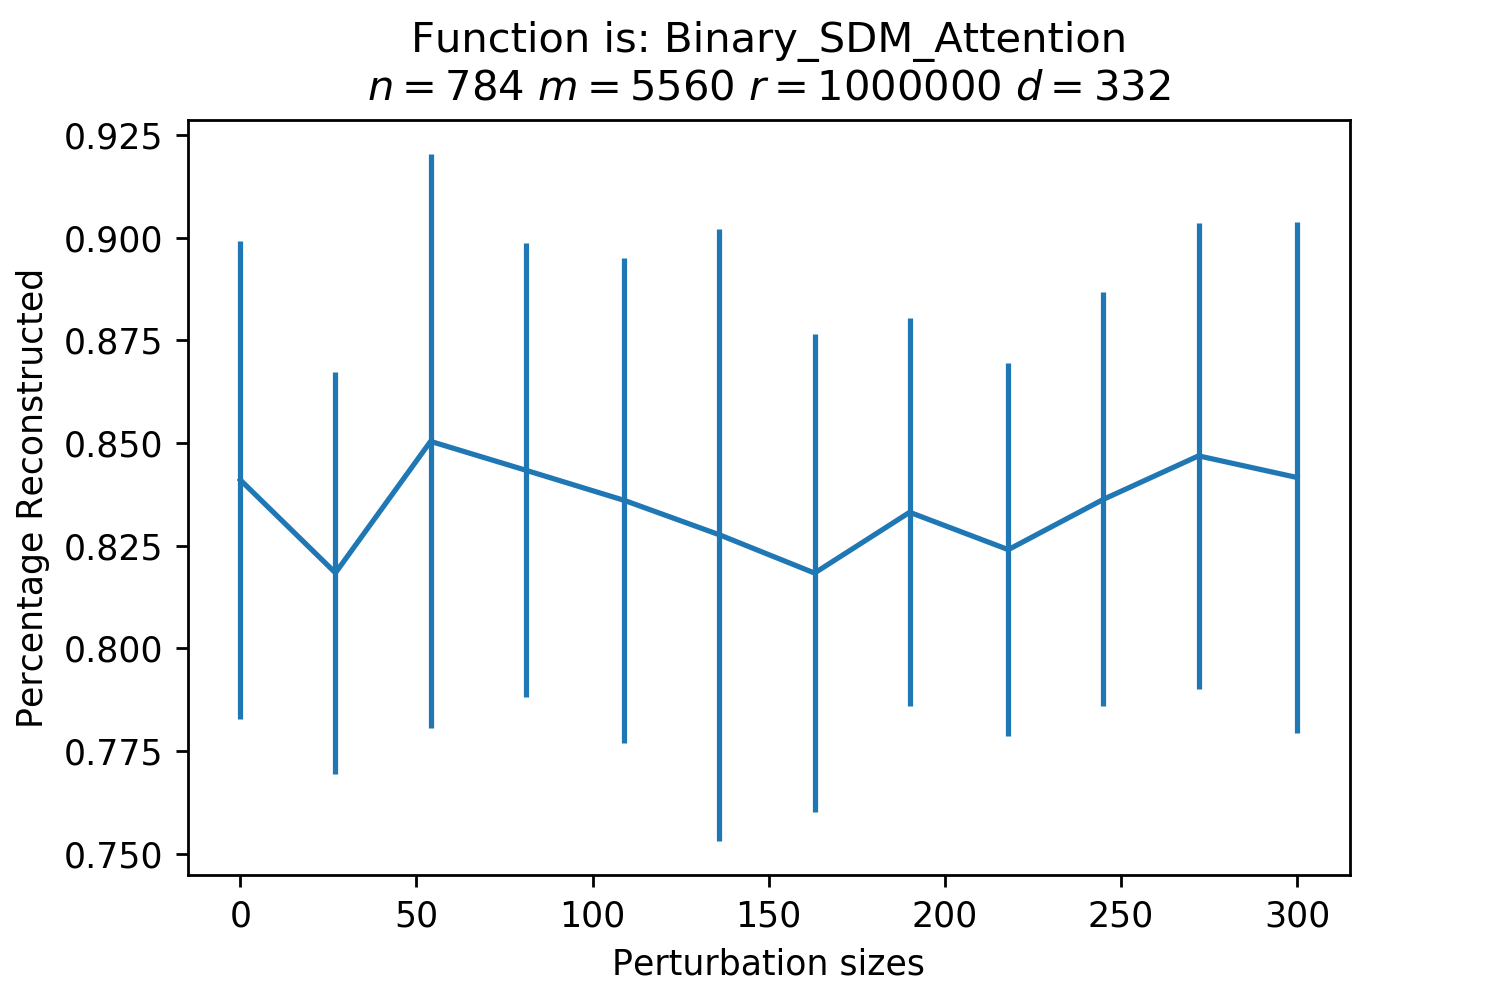 Function is: Binary_SDM_Attention
n = 784 m = 5560 r = 1000000 d = 332
0.925
0.900
0.875
0.850
0.825
0.800
0.775
0.750
Percentage Reconstructed
0 50 100 150 200 250 300
Perturbation sizes